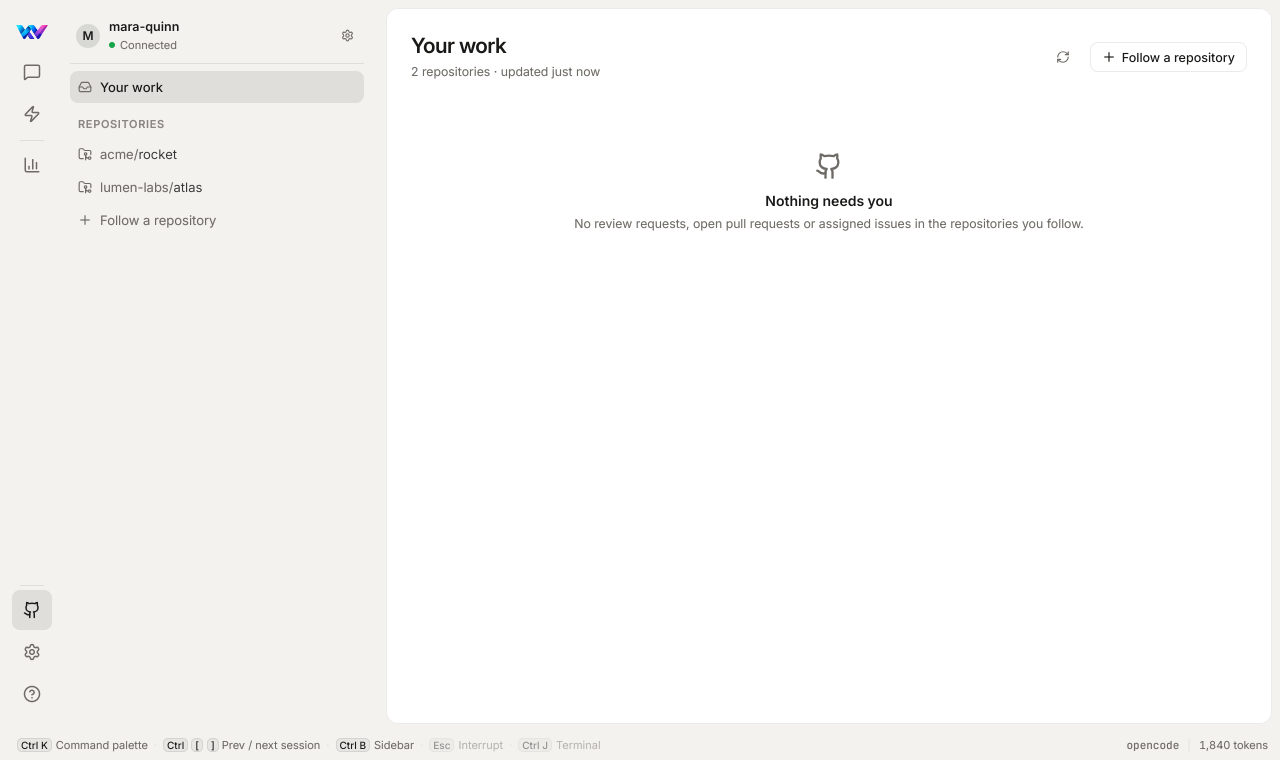 M
mara-quinn
Connected
Your work
REPOSITORIES
acme/rocket
lumen-labs/atlas
Follow a repository
Your work
2 repositories · updated just now
Follow a repository
Nothing needs you
No review requests, open pull requests or assigned issues in the repositories you follow.
Ctrl K Command palette · Ctrl [ ] Prev / next session · Ctrl B Sidebar · Esc Interrupt · Ctrl J Terminal
opencode 1,840 tokens